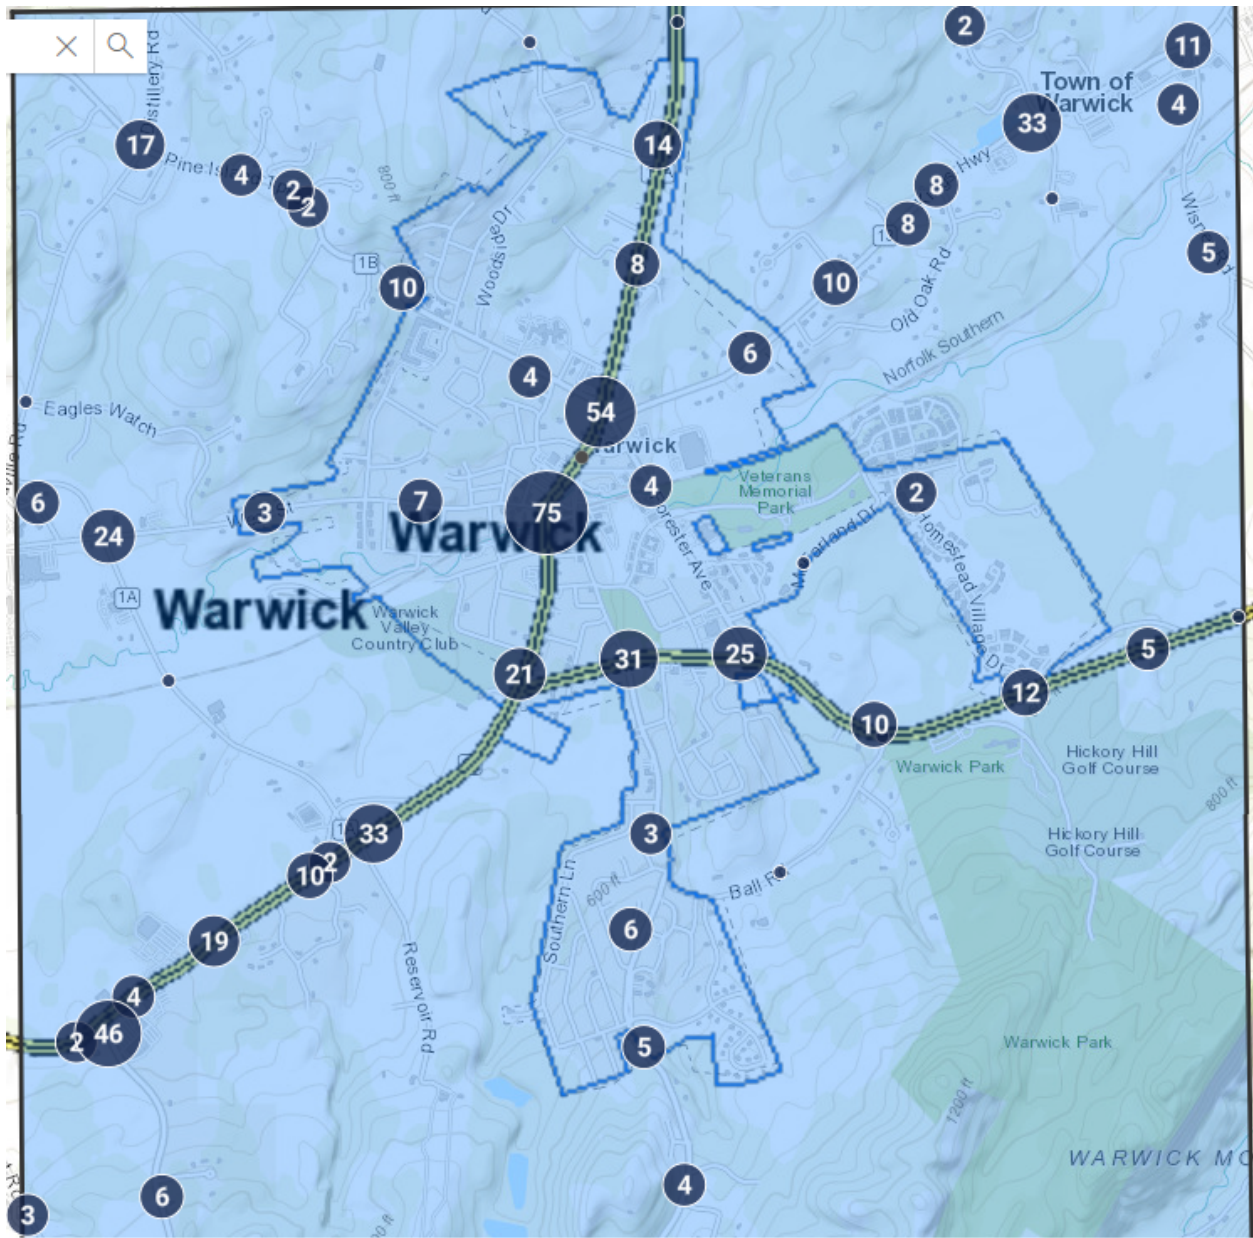 2
11
Distillery Rd
Town of
Warwick
4
33
17
Pine Isl
4
14
Hwy
800 ft
2
2
8
8
Woodside Dr
5
1B
8
10
10
Old Oak Rd
Norfolk Southern
6
4
Eagles Watch
54
arwick
4
Veterans
Memorial
Park
2
6
3
7
75
Warwick
24
Forester Ave
Homestead Village Dr
1A
Warwick
Warwick
Valley
Country Club
21
31
25
5
12
10
Warwick Park
Hickory Hill
Golf Course
800 ft
33
3
Hickory Hill
Golf Course
2
10
600 ft
Ball
Southern Ln
19
6
Reservoir Rd
4
46
2
5
Warwick Park
1200 ft
WARWICK MO
6
4
3